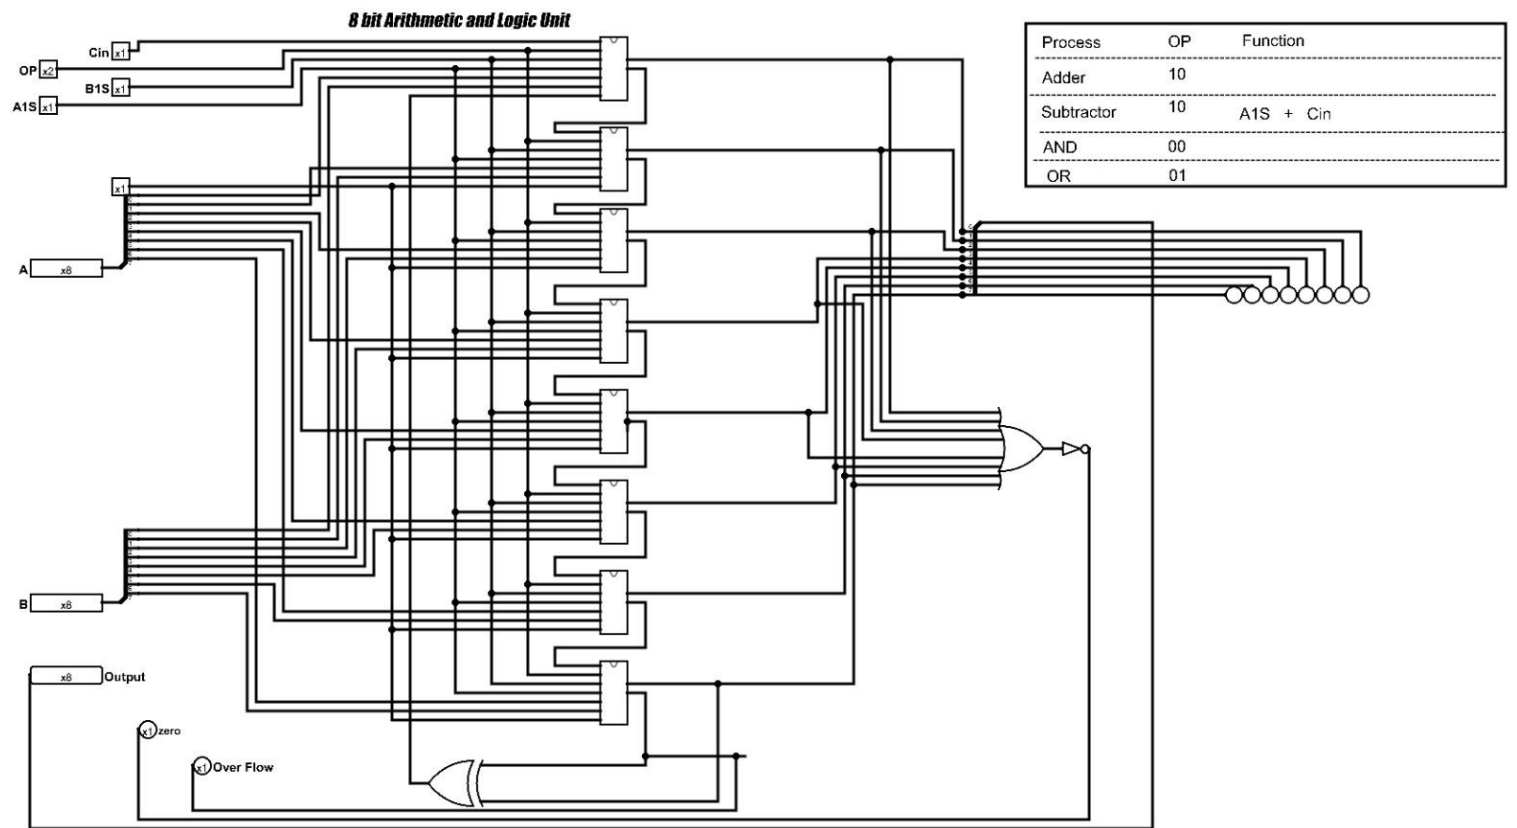 8 bit Arithmetic and Logic Unit
Cin x1
OP x2
B1S x1
A1S x1
x1
A x8
B x8
x8 Output
x1 zero
x1 Over Flow
Process OP Function
Adder 10
Subtractor 10 A1S + Cin
AND 00
OR 01